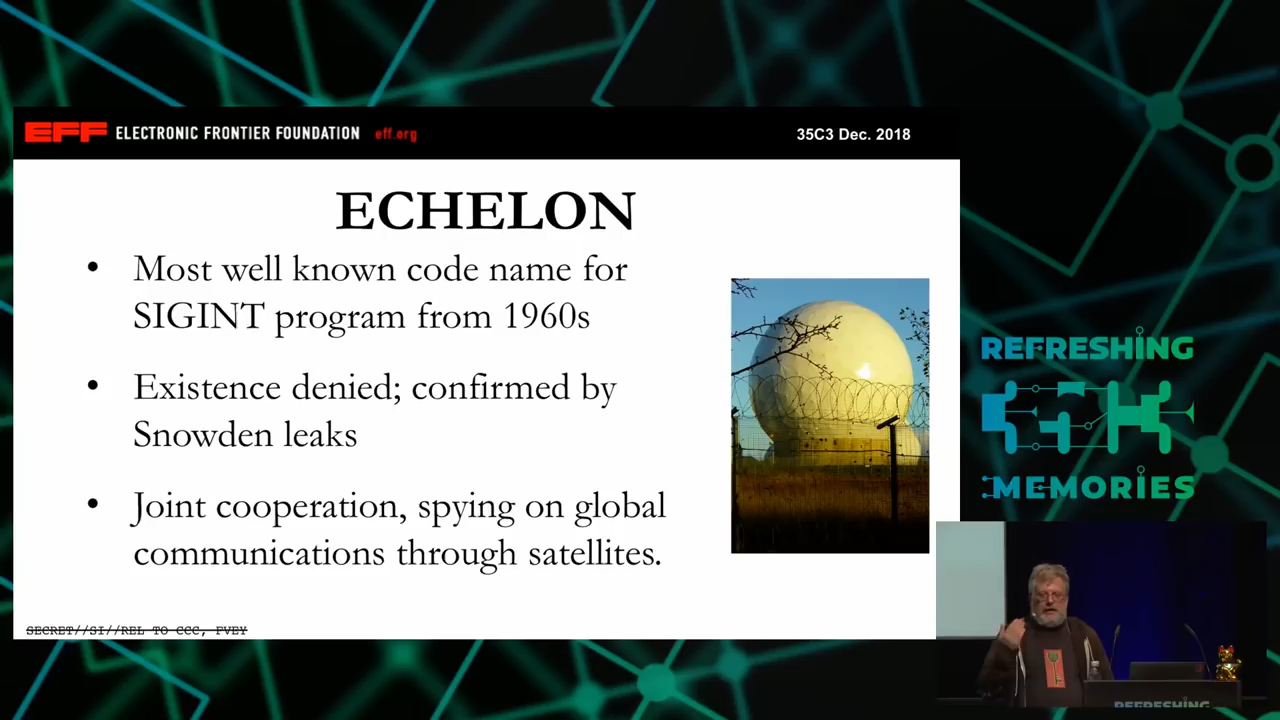 EFF ELECTRONIC FRONTIER FOUNDATION eff.org
35C3 Dec. 2018
ECHELON
• Most well known code name for
SIGINT program from 1960s
• Existence denied; confirmed by
Snowden leaks
• Joint cooperation, spying on global
communications through satellites.
SECRET//SI//REL TO CCC, FVEY
REFRESHING
35C3
MEMORIES
REFRESHING